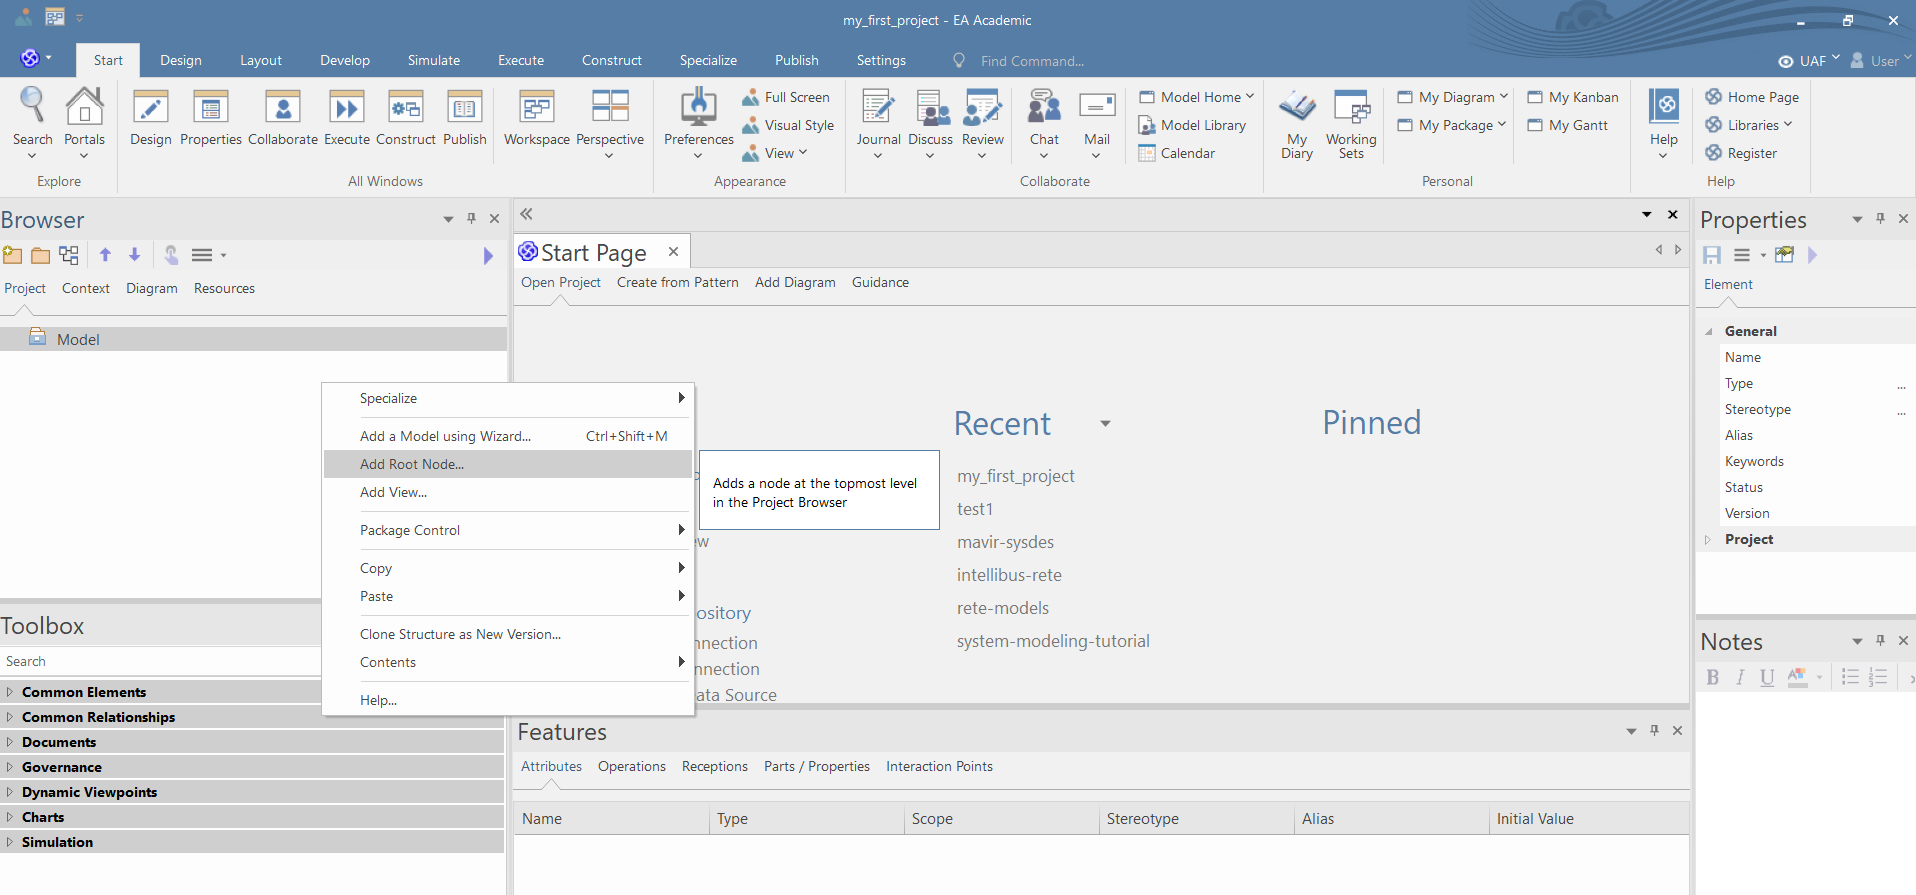 my_first_project - EA Academic
Start Design Layout Develop Simulate Execute Construct Specialize Publish Settings Find Command... UAF User
Search Portals Design Properties Collaborate Execute Construct Publish Workspace Perspective Preferences
Full Screen
Visual Style
View
Journal Discuss Review Chat Mail
Model Home
Model Library
Calendar
My Diary
Working Sets
My Diagram
My Package
My Kanban
My Gantt
Help
Home Page
Libraries
Register
Explore All Windows Appearance Collaborate Personal Help
Browser
Project Context Diagram Resources
Model
Start Page
Open Project Create from Pattern Add Diagram Guidance
Specialize
Add a Model using Wizard... Ctrl+Shift+M
Add Root Node...
Add View...
Package Control
Copy
Paste
Clone Structure as New Version...
Contents
Help...
Adds a node at the topmost level
in the Project Browser
ew
ository
nnection
nnection
ata Source
Recent
my_first_project
test1
mavir-sysdes
intellibus-rete
rete-models
system-modeling-tutorial
Pinned
Properties
Element
General
Name
Type ...
Stereotype ...
Alias
Keywords
Status
Version
Project
Notes
B I U
Toolbox
Search
Common Elements
Common Relationships
Documents
Governance
Dynamic Viewpoints
Charts
Simulation
Features
Attributes Operations Receptions Parts / Properties Interaction Points
Name Type Scope Stereotype Alias Initial Value